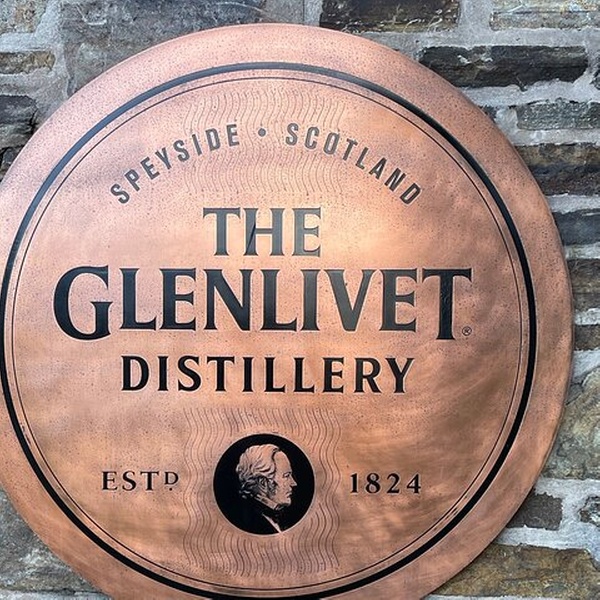 SPEYSIDE • SCOTLAND
THE
GLENLIVET®
DISTILLERY
ESTD 1824